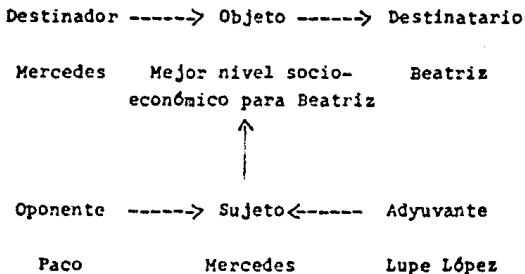 Destinador ------> Objeto -----> Destinatario
Mercedes Mejor nivel socio- Beatriz
económico para Beatriz
Oponente ------> Sujeto <------ Adyuvante
Paco Mercedes Lupe López